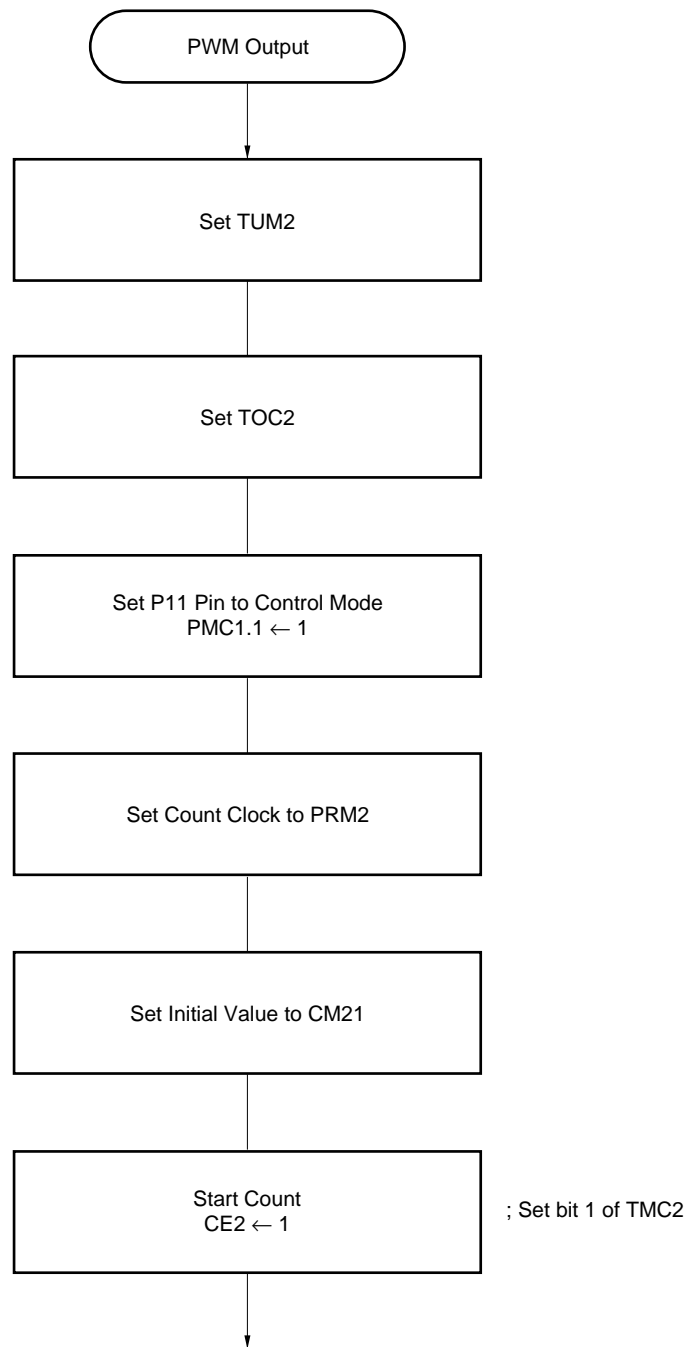 PWM Output
Set TUM2
Set TOC2
Set P11 Pin to Control Mode
PMC1.1 ← 1
Set Count Clock to PRM2
Set Initial Value to CM21
Start Count
CE2 ← 1
; Set bit 1 of TMC2